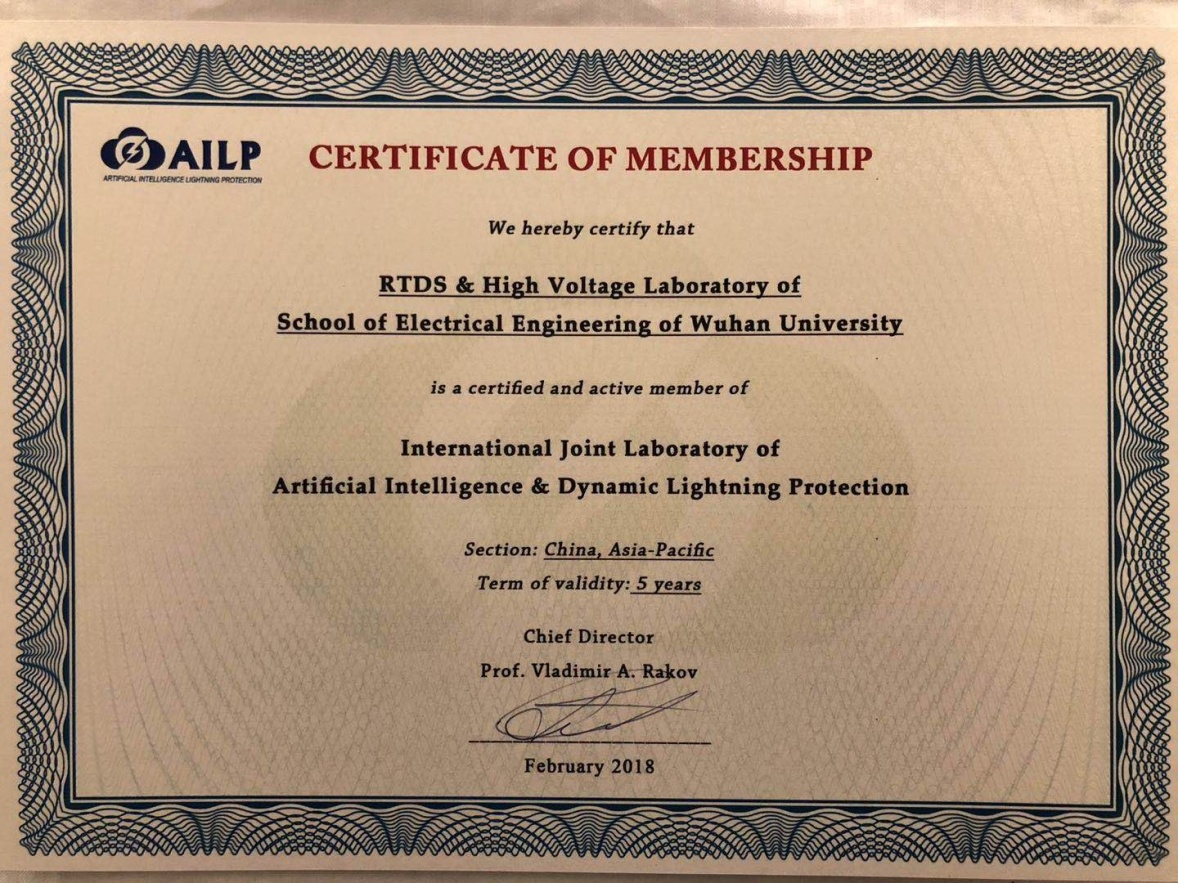 AILP
ARTIFICIAL INTELLIGENCE LIGHTNING PROTECTION
CERTIFICATE OF MEMBERSHIP
We hereby certify that
RTDS & High Voltage Laboratory of
School of Electrical Engineering of Wuhan University
is a certified and active member of
International Joint Laboratory of
Artificial Intelligence & Dynamic Lightning Protection
Section: China, Asia-Pacific
Term of validity: 5 years
Chief Director
Prof. Vladimir A. Rakov
February 2018